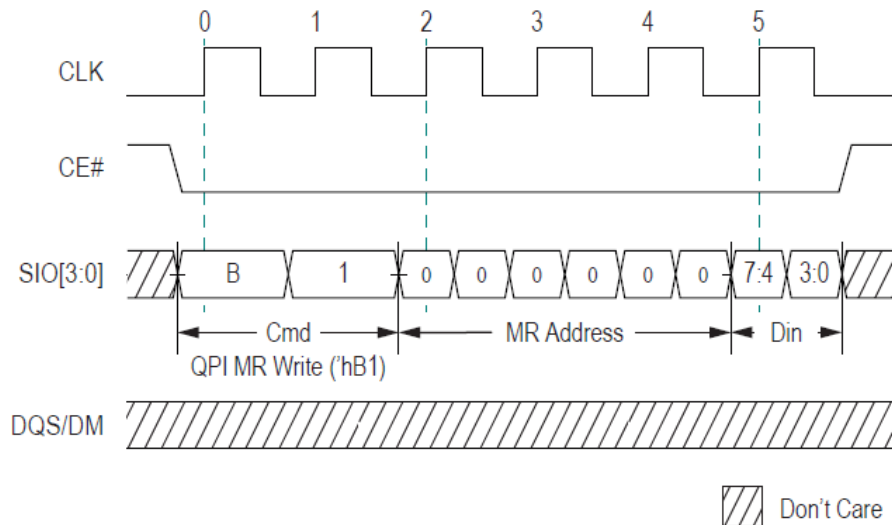 0 1 2 3 4 5
CLK
CE#
SIO[3:0] B 1 0 0 0 0 0 0 7:4 3:0
Cmd MR Address Din
QPI MR Write ('hB1)
DQS/DM
Don't Care